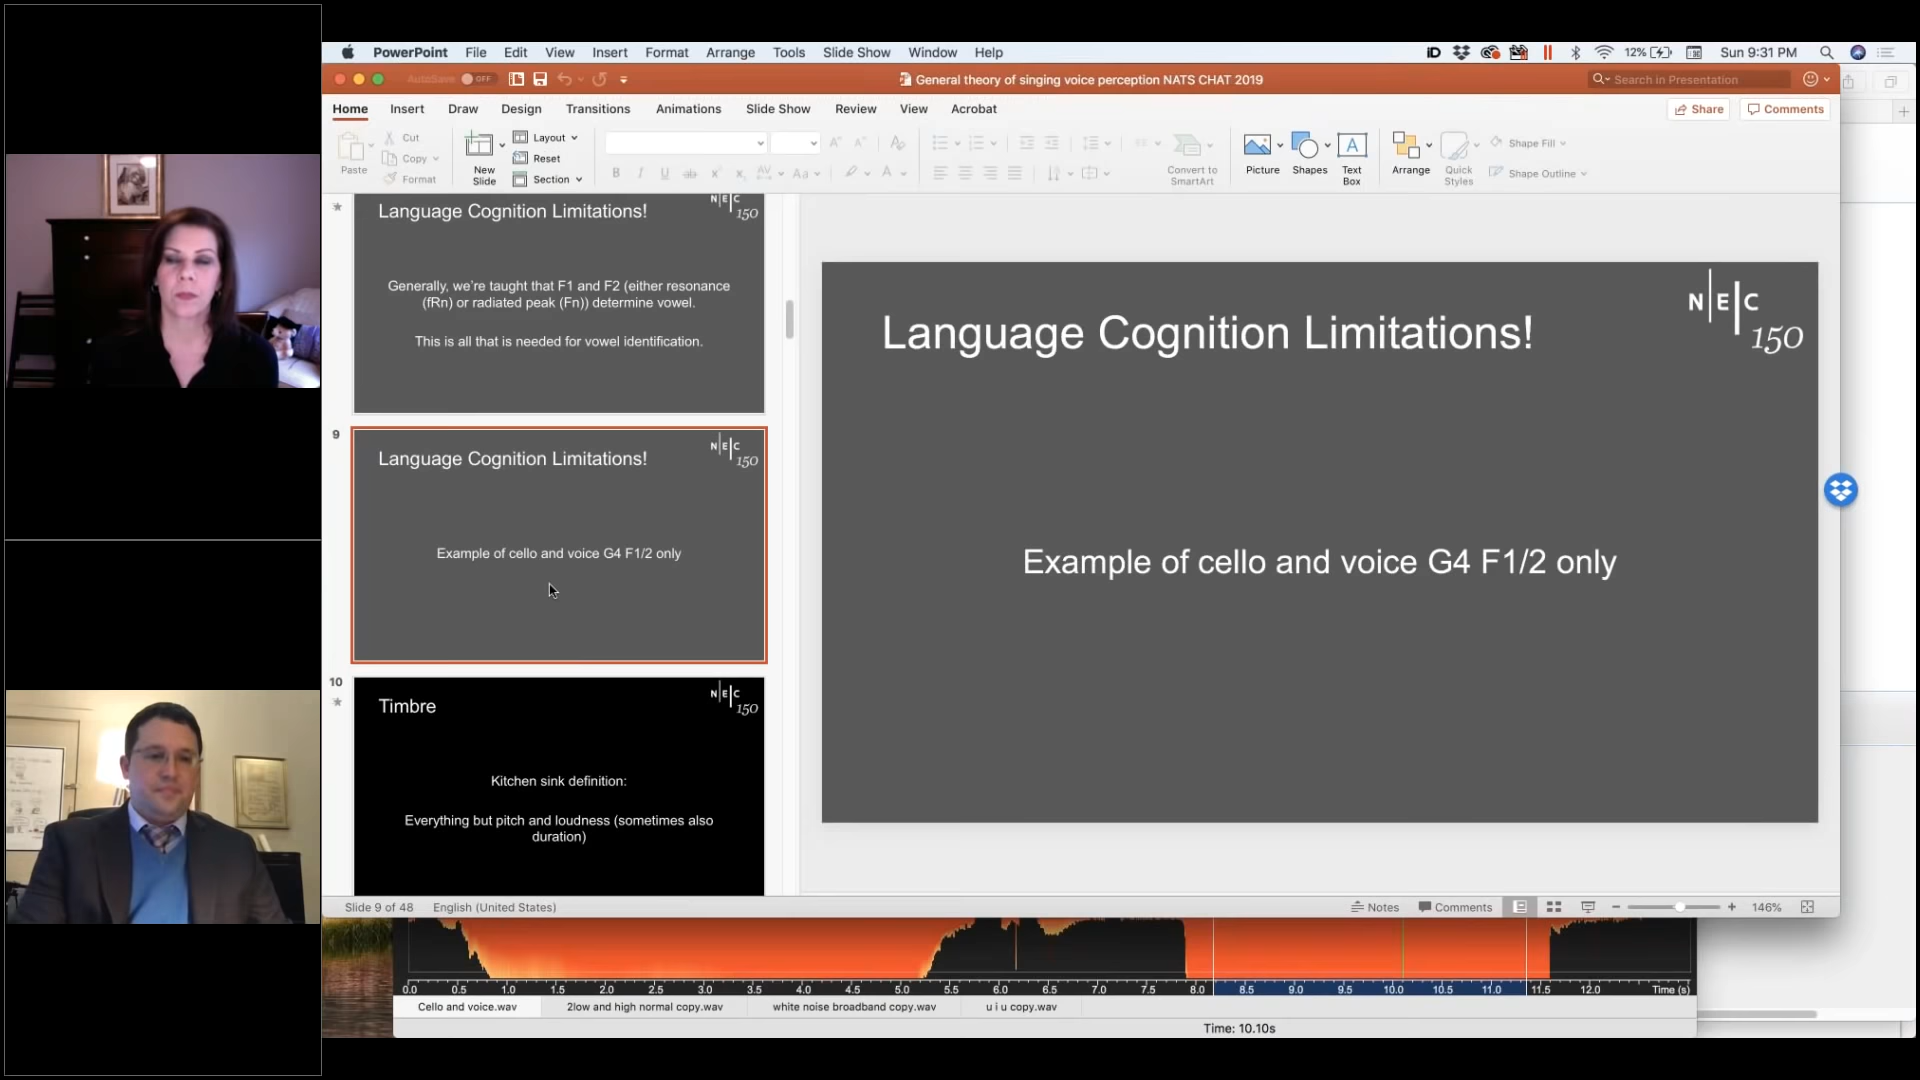 PowerPoint File Edit View Insert Format Arrange Tools Slide Show Window Help
iD 12% Sun 9:31 PM
AutoSave OFF
General theory of singing voice perception NATS CHAT 2019
Search in Presentation
Home Insert Draw Design Transitions Animations Slide Show Review View Acrobat
Share Comments
Paste
Cut
Copy
Format
New
Slide
Layout
Reset
Section
Convert to
SmartArt
Picture
Shapes
Text
Box
Arrange
Quick
Styles
Shape Fill
Shape Outline
Language Cognition Limitations!
NEC
150
Generally, we're taught that F1 and F2 (either resonance
(fRn) or radiated peak (Fn)) determine vowel.
This is all that is needed for vowel identification.
9
Language Cognition Limitations!
NEC
150
Example of cello and voice G4 F1/2 only
10
Timbre
NEC
150
Kitchen sink definition:
Everything but pitch and loudness (sometimes also
duration)
Language Cognition Limitations!
NEC
150
Example of cello and voice G4 F1/2 only
Slide 9 of 48 English (United States)
Notes Comments 146%
0.0 0.5 1.0 1.5 2.0 2.5 3.0 3.5 4.0 4.5 5.0 5.5 6.0 6.5 7.0 7.5 8.0 8.5 9.0 9.5 10.0 10.5 11.0 11.5 12.0 Time (s)
Cello and voice.wav 2low and high normal copy.wav white noise broadband copy.wav u i u copy.wav
Time: 10.10s